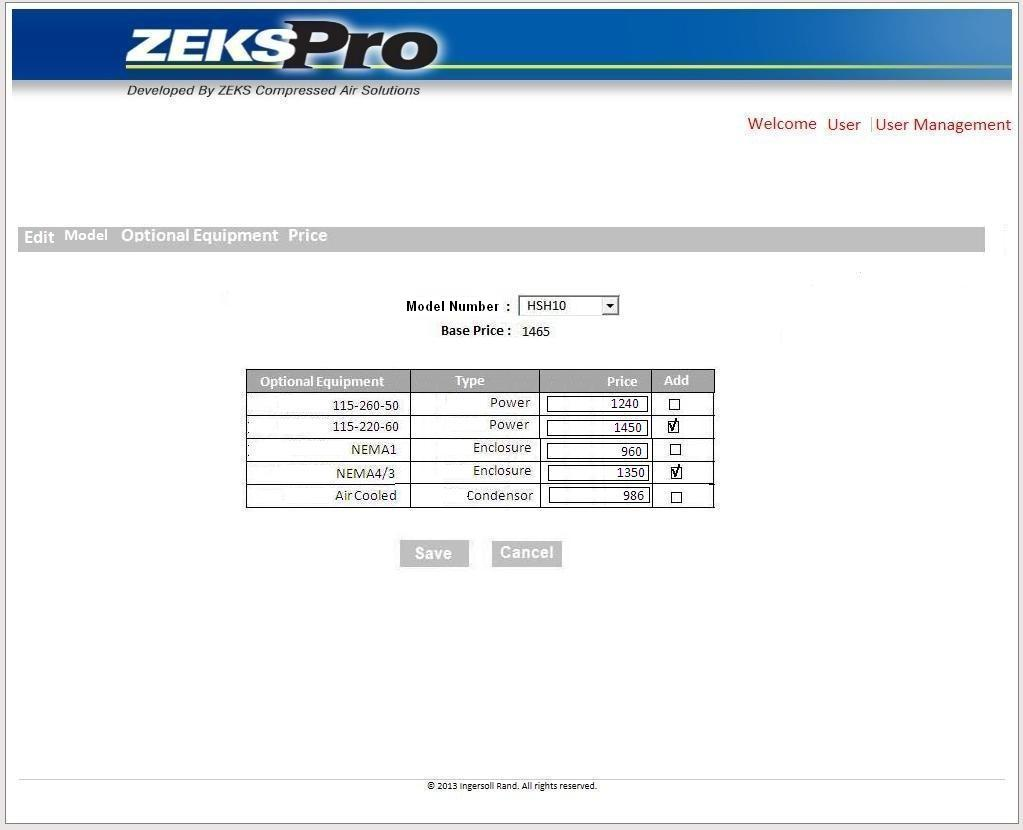 ZEKSPro
Developed By ZEKS Compressed Air Solutions
Welcome User | User Management
Edit Model Optional Equipment Price
Model Number : HSH10
Base Price : 1465
Optional Equipment Type Price Add
115-260-50 Power 1240
115-220-60 Power 1450
NEMA1 Enclosure 960
NEMA4/3 Enclosure 1350
Air Cooled Condensor 986
Save Cancel
© 2013 Ingersoll Rand. All rights reserved.